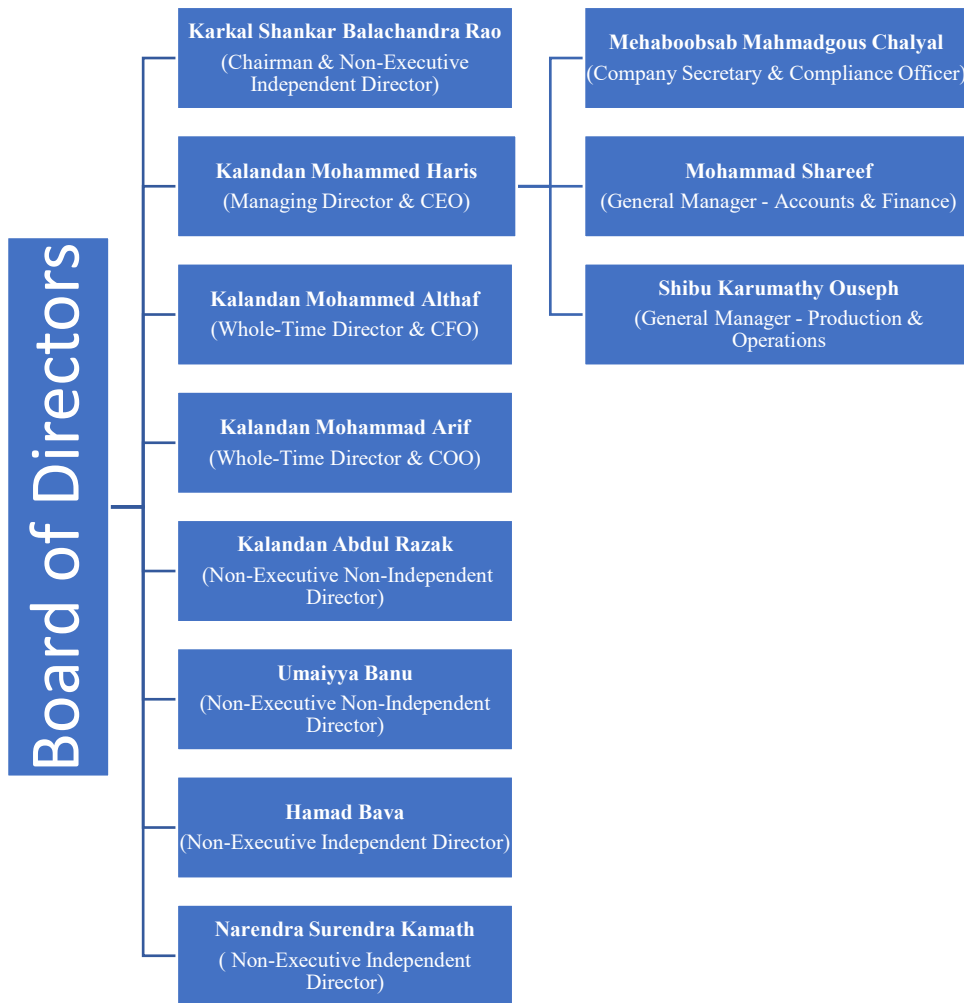 Board of Directors
Karkal Shankar Balachandra Rao
(Chairman & Non-Executive
Independent Director)
Kalandan Mohammed Haris
(Managing Director & CEO)
Kalandan Mohammed Althaf
(Whole-Time Director & CFO)
Kalandan Mohammad Arif
(Whole-Time Director & COO)
Kalandan Abdul Razak
(Non-Executive Non-Independent
Director)
Umaiyya Banu
(Non-Executive Non-Independent
Director)
Hamad Bava
(Non-Executive Independent Director)
Narendra Surendra Kamath
( Non-Executive Independent
Director)
Mehaboobsab Mahmadgous Chalyal
(Company Secretary & Compliance Officer)
Mohammad Shareef
(General Manager - Accounts & Finance)
Shibu Karumathy Ouseph
(General Manager - Production &
Operations